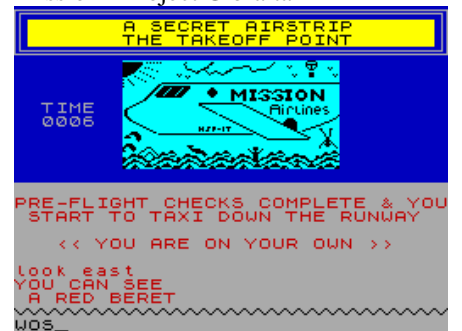 A SECRET AIRSTRIP
THE TAKEOFF POINT
MISSION
Airlines
TIME
0006
PRE-FLIGHT CHECKS COMPLETE & YOU
START TO TAXI DOWN THE RUNWAY
<< YOU ARE ON YOUR OWN >>
look east
YOU CAN SEE
A RED BERET
WOS_